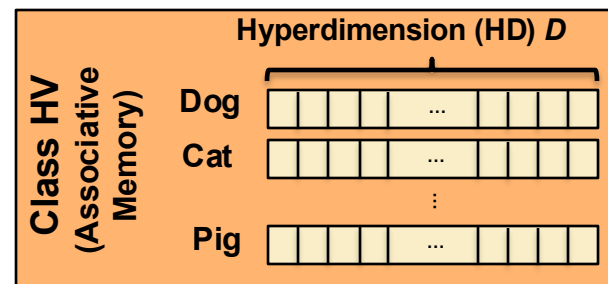 Hyperdimension (HD) D
Class HV
(Associative
Memory)
Dog
...
Cat
...
⋮
Pig
...